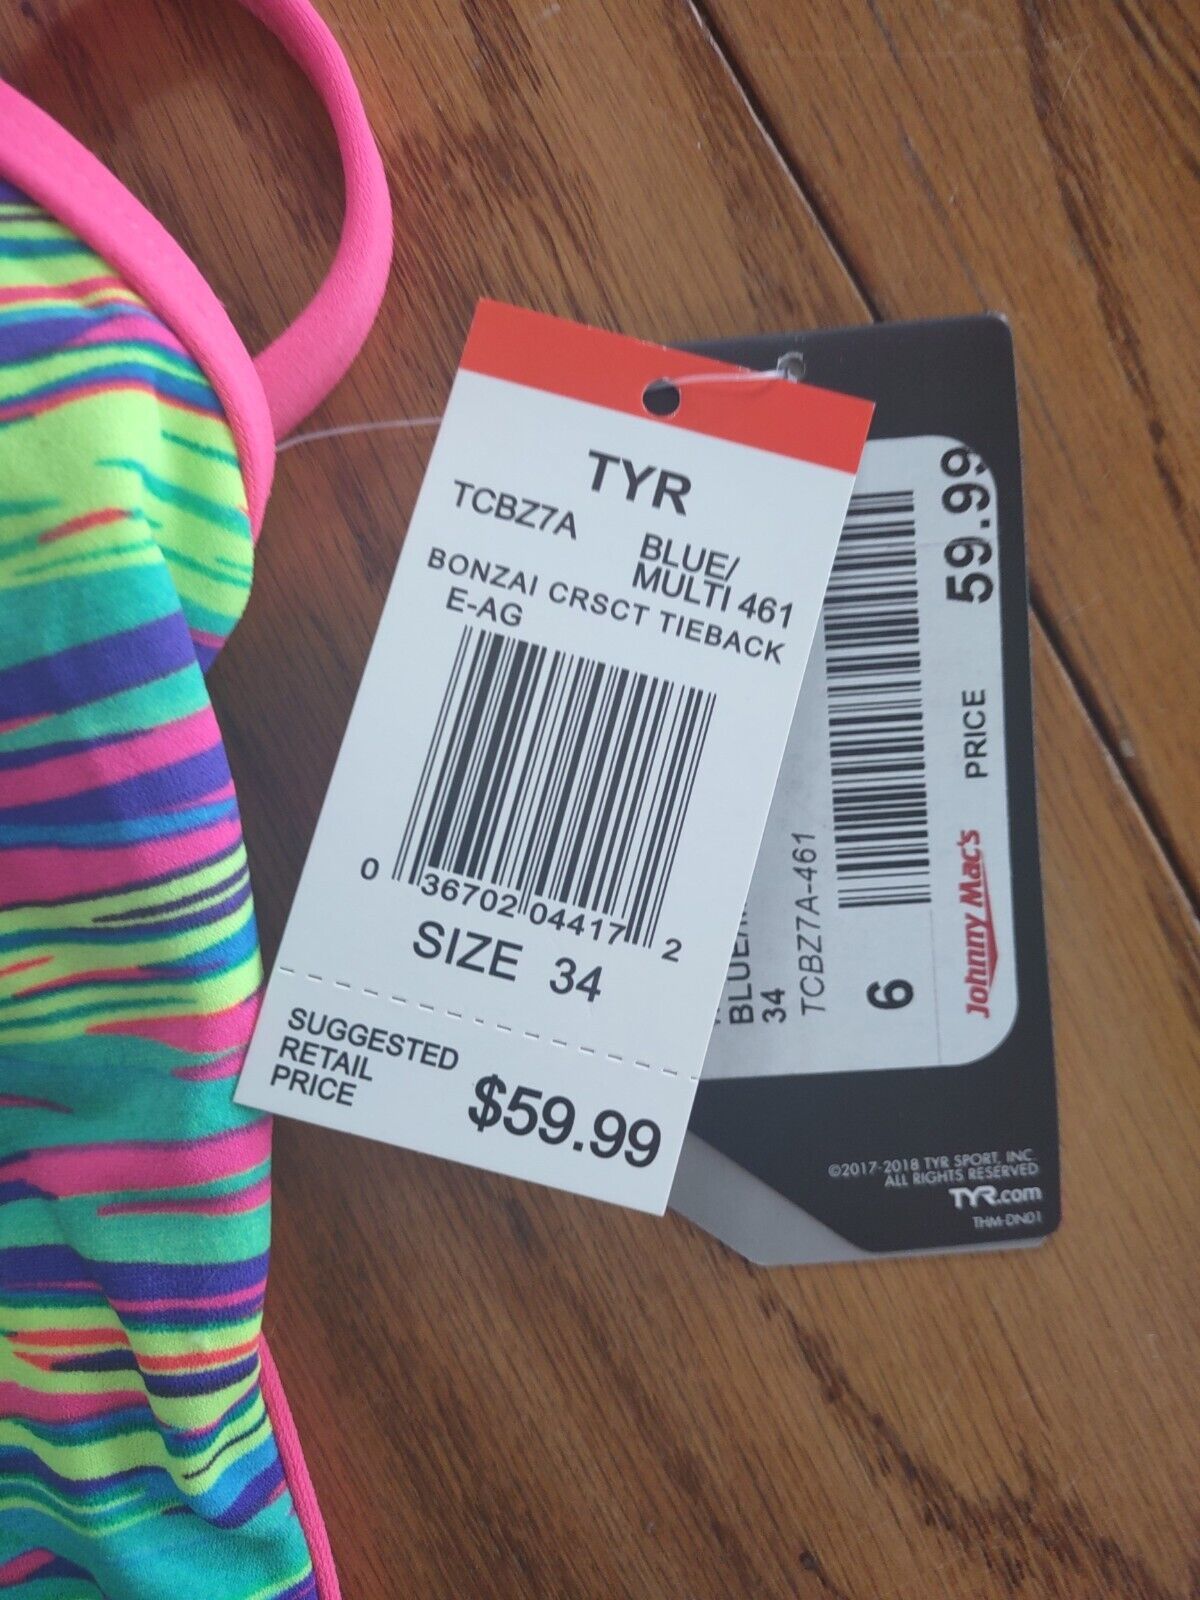 TYR
TCBZ7A
BLUE/
MULTI 461
BONZAI CRSCT TIEBACK
E-AG
0 36702 04417 2
SIZE 34
SUGGESTED
RETAIL
PRICE
$59.99
59.99
PRICE
Johnny Mac's
6
TCBZ7A-461
34
©2017-2018 TYR SPORT, INC.
ALL RIGHTS RESERVED
TYR.com
THM-DN01